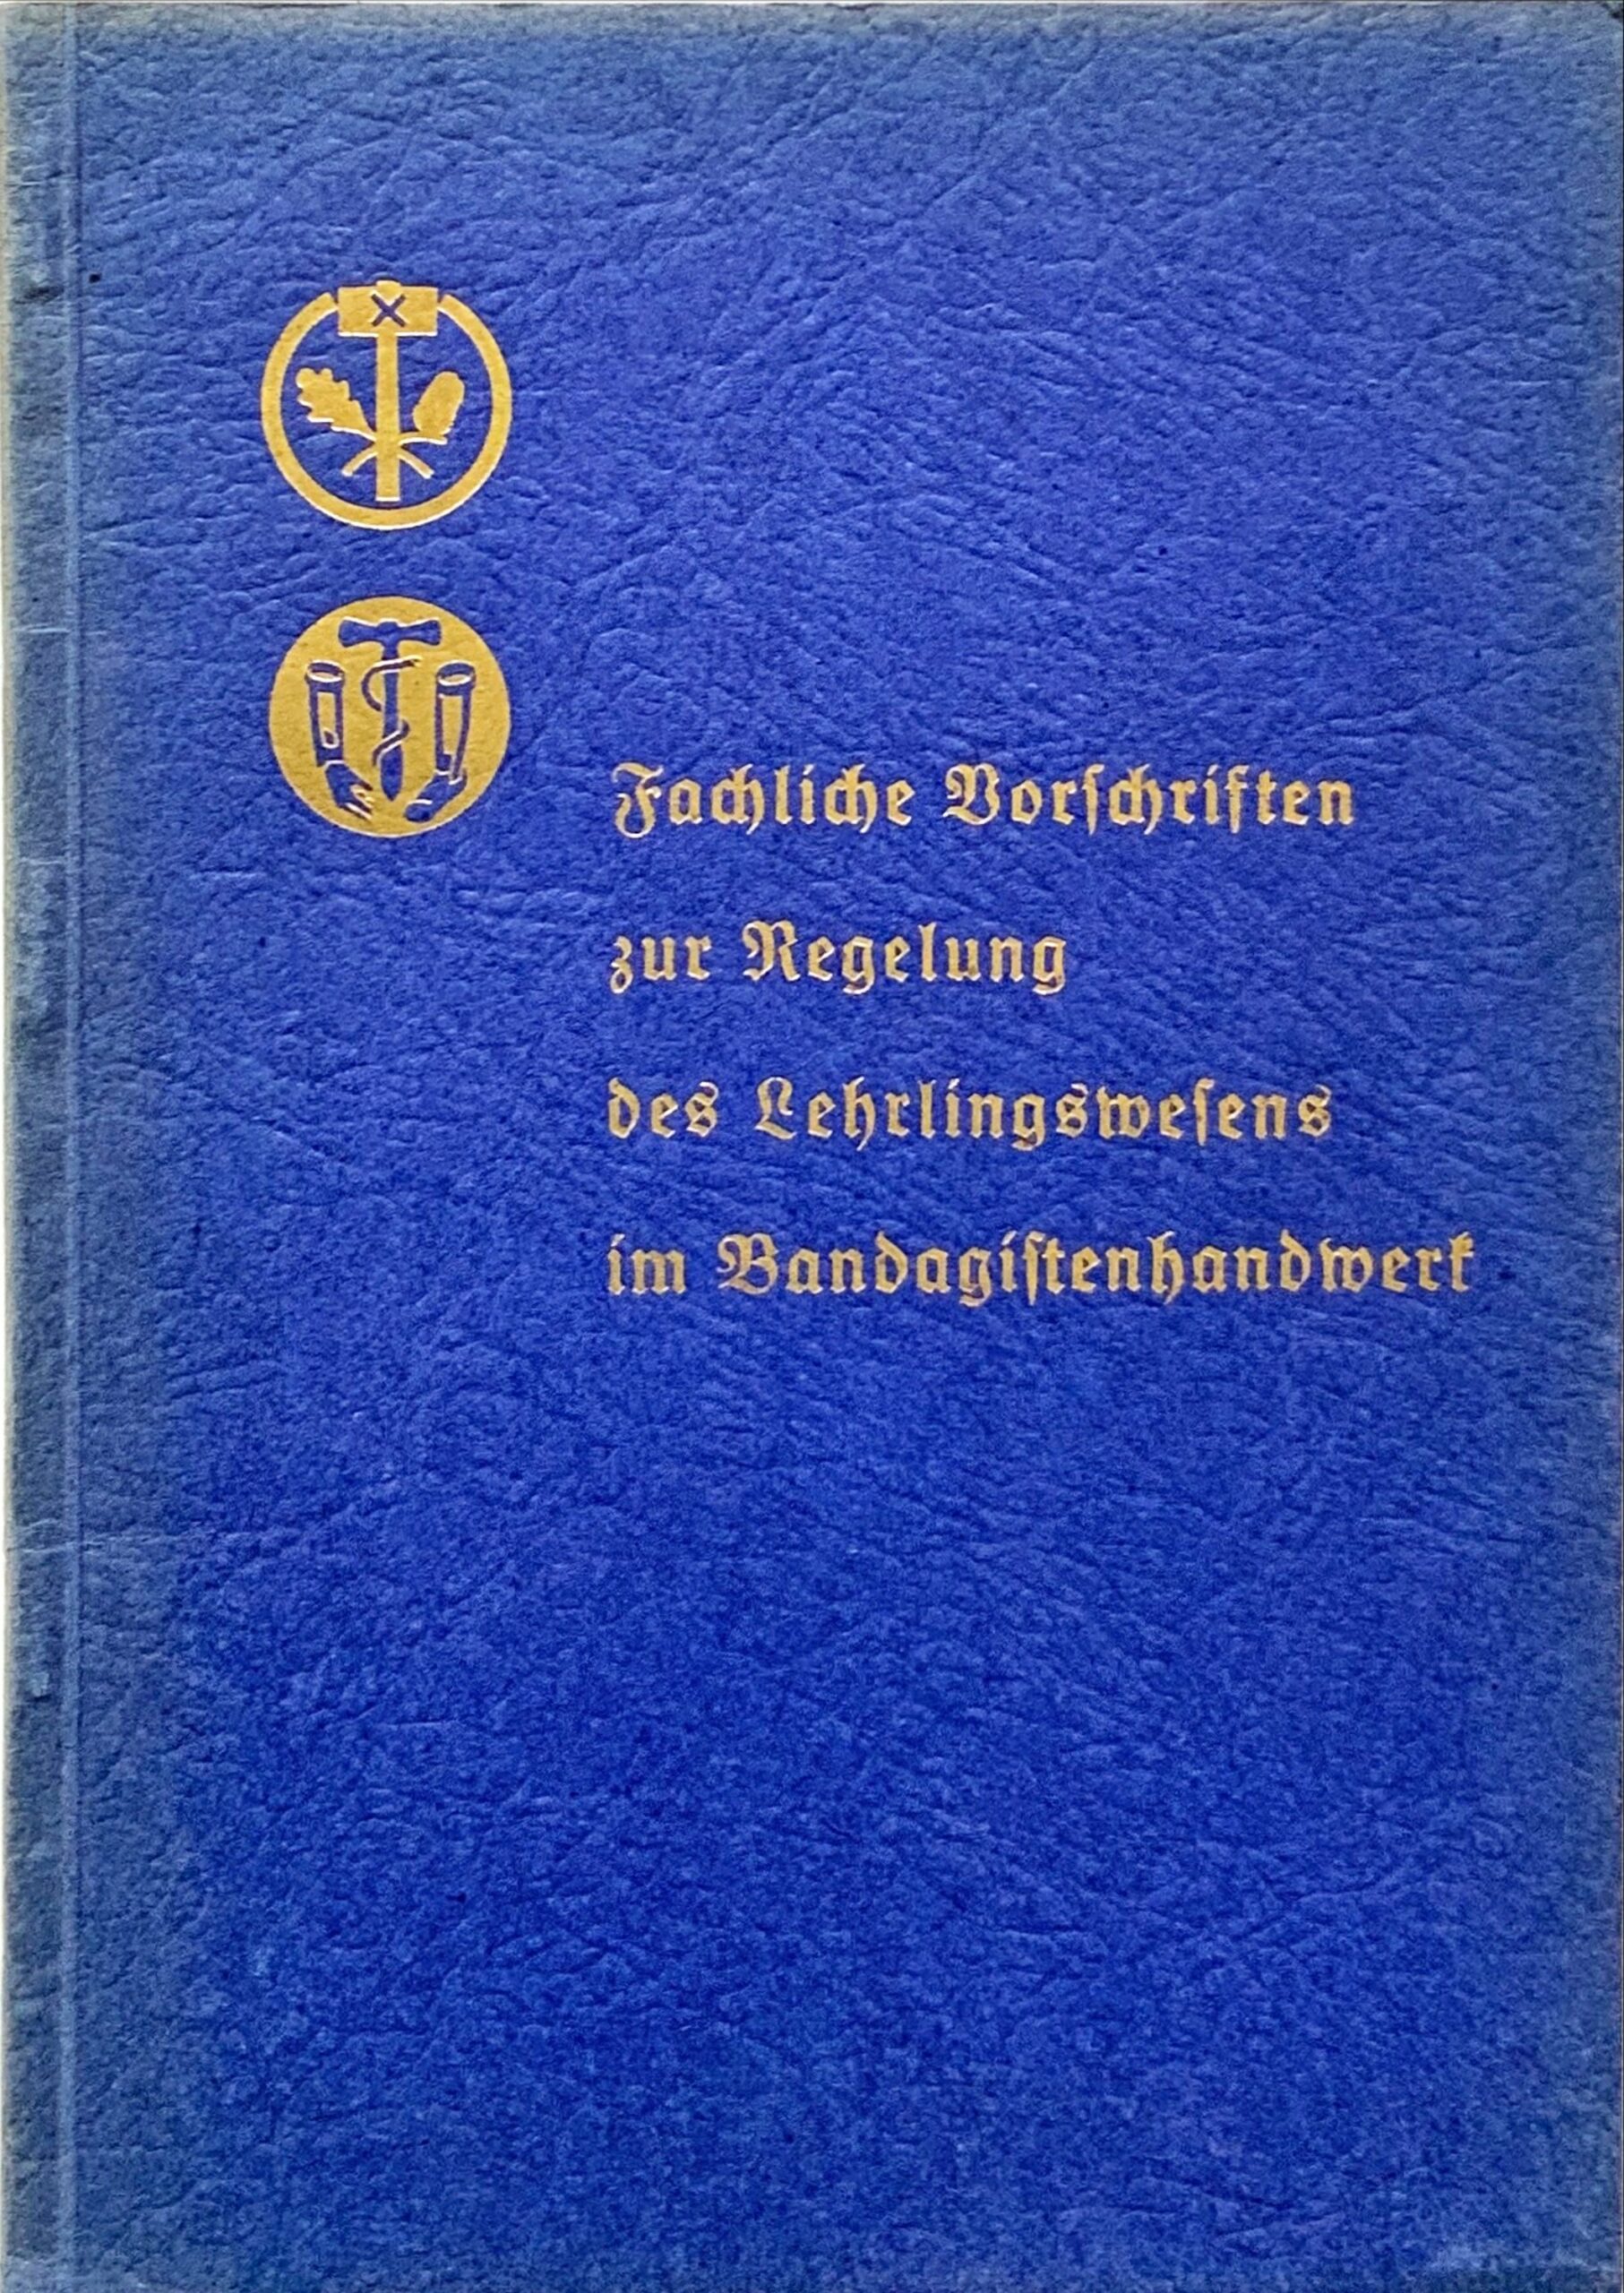 Fachliche Vorschriften
zur Regelung
des Lehrlingswesens
im Bandagistenhandwerk